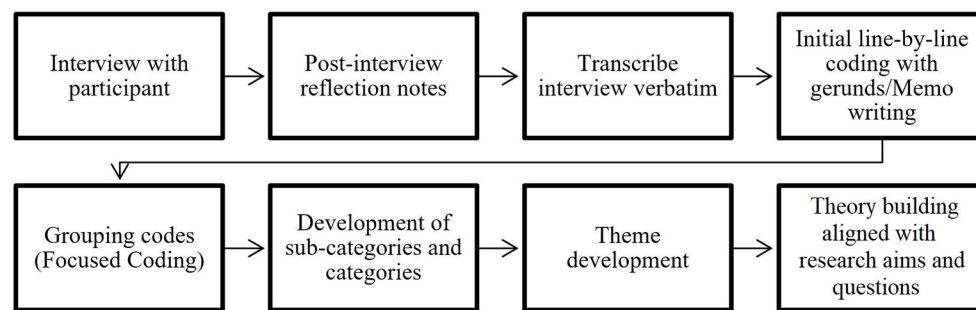 Interview with
participant
Post-interview
reflection notes
Transcribe
interview verbatim
Initial line-by-line
coding with
gerunds/Memo
writing
Grouping codes
(Focused Coding)
Development of
sub-categories and
categories
Theme
development
Theory building
aligned with
research aims and
questions